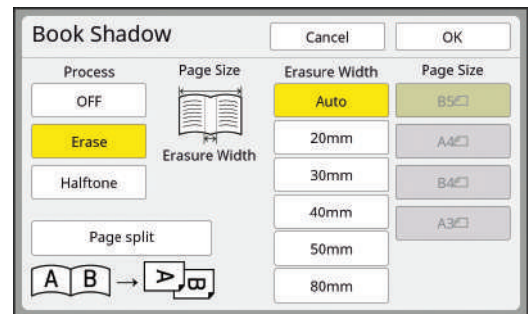 Book Shadow
Cancel
OK
Process
Page Size
Erasure Width
Page Size
OFF
Auto
B5
Erase
20mm
A4
Erasure Width
Halftone
30mm
B4
40mm
A3
Page split
50mm
A B → A B
80mm